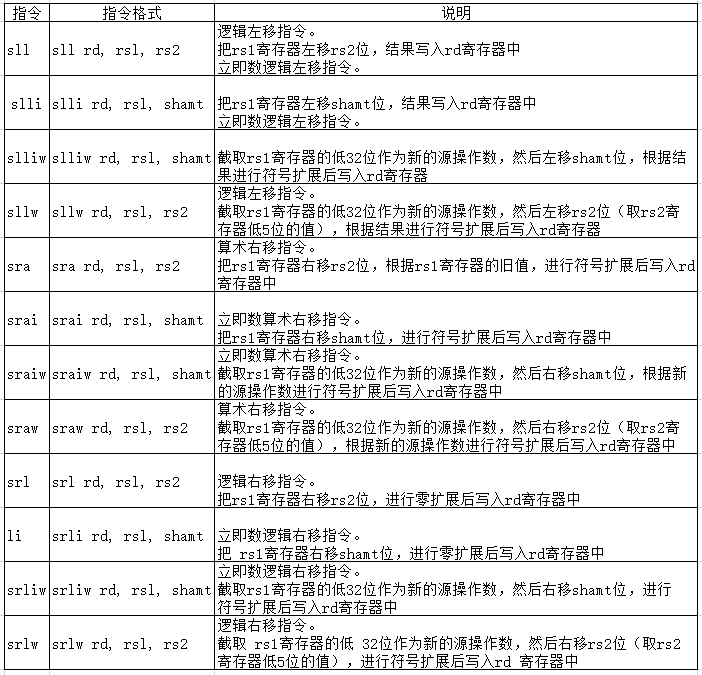 指令 指令格式 说明
逻辑左移指令。
sll sll rd, rsl, rs2 把rs1寄存器左移rs2位，结果写入rd寄存器中
立即数逻辑左移指令。
slli slli rd, rsl, shamt 把rs1寄存器左移shamt位，结果写入rd寄存器中
立即数逻辑左移指令。
slliw slliw rd, rsl, shamt 截取rs1寄存器的低32位作为新的源操作数，然后左移shamt位，根据结
果进行符号扩展后写入rd寄存器
逻辑左移指令。
sllw sllw rd, rsl, rs2 截取rs1寄存器的低32位作为新的源操作数，然后左移rs2位（取rs2寄
存器低5位的值），根据结果进行符号扩展后写入rd寄存器
算术右移指令。
sra sra rd, rsl, rs2 把rs1寄存器右移rs2位，根据rs1寄存器的旧值，进行符号扩展后写入rd
寄存器中
srai srai rd, rsl, shamt 立即数算术右移指令。
把rs1寄存器右移shamt位，进行符号扩展后写入rd寄存器中
立即数算术右移指令。
sraiw sraiw rd, rsl, shamt 截取rs1寄存器的低32位作为新的源操作数，然后右移shamt位，根据新
的源操作数进行符号扩展后写入rd寄存器中
算术右移指令。
sraw sraw rd, rsl, rs2 截取rs1寄存器的低32位作为新的源操作数，然后右移rs2位（取rs2寄
存器低5位的值），根据新的源操作数进行符号扩展后写入rd寄存器中
srl srl rd, rsl, rs2 逻辑右移指令。
把rs1寄存器右移rs2位，进行零扩展后写入rd寄存器中
li srli rd, rsl, shamt 立即数逻辑右移指令。
把 rs1寄存器右移shamt位，进行零扩展后写入rd寄存器中
立即数逻辑右移指令。
srliw srliw rd, rsl, shamt 截取rs1寄存器的低32位作为新的源操作数，然后右移shamt位，进行
符号扩展后写入rd寄存器中
逻辑右移指令。
srlw srlw rd, rsl, rs2 截取 rs1寄存器的低 32位作为新的源操作数，然后右移rs2位（取rs2
寄存器低5位的值），进行符号扩展后写入rd 寄存器中